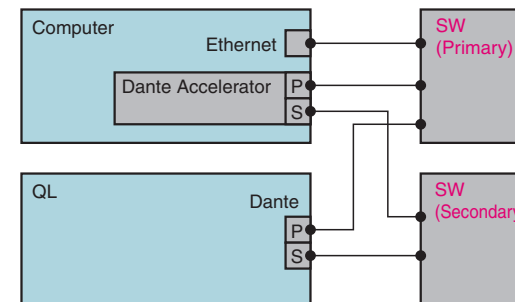 Computer
Ethernet
Dante Accelerator
P
S
SW
(Primary)
QL
Dante
P
S
SW
(Secondary